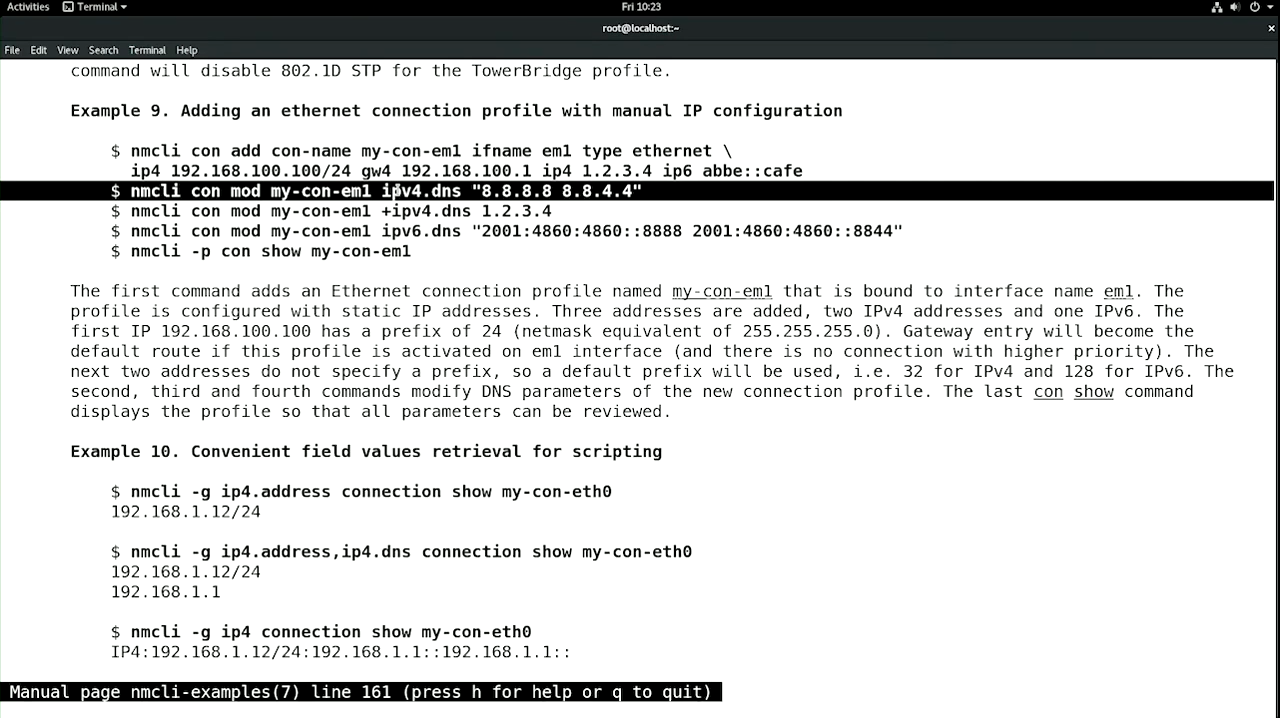 Activities Terminal Fri 10:23
root@localhost:~
File Edit View Search Terminal Help
command will disable 802.1D STP for the TowerBridge profile.
Example 9. Adding an ethernet connection profile with manual IP configuration
$ nmcli con add con-name my-con-em1 ifname em1 type ethernet \
ip4 192.168.100.100/24 gw4 192.168.100.1 ip4 1.2.3.4 ip6 abbe::cafe
$ nmcli con mod my-con-em1 ipv4.dns "8.8.8.8 8.8.4.4"
$ nmcli con mod my-con-em1 +ipv4.dns 1.2.3.4
$ nmcli con mod my-con-em1 ipv6.dns "2001:4860:4860::8888 2001:4860:4860::8844"
$ nmcli -p con show my-con-em1
The first command adds an Ethernet connection profile named my-con-em1 that is bound to interface name em1. The
profile is configured with static IP addresses. Three addresses are added, two IPv4 addresses and one IPv6. The
first IP 192.168.100.100 has a prefix of 24 (netmask equivalent of 255.255.255.0). Gateway entry will become the
default route if this profile is activated on em1 interface (and there is no connection with higher priority). The
next two addresses do not specify a prefix, so a default prefix will be used, i.e. 32 for IPv4 and 128 for IPv6. The
second, third and fourth commands modify DNS parameters of the new connection profile. The last con show command
displays the profile so that all parameters can be reviewed.
Example 10. Convenient field values retrieval for scripting
$ nmcli -g ip4.address connection show my-con-eth0
192.168.1.12/24
$ nmcli -g ip4.address,ip4.dns connection show my-con-eth0
192.168.1.12/24
192.168.1.1
$ nmcli -g ip4 connection show my-con-eth0
IP4:192.168.1.12/24:192.168.1.1::192.168.1.1::
Manual page nmcli-examples(7) line 161 (press h for help or q to quit)